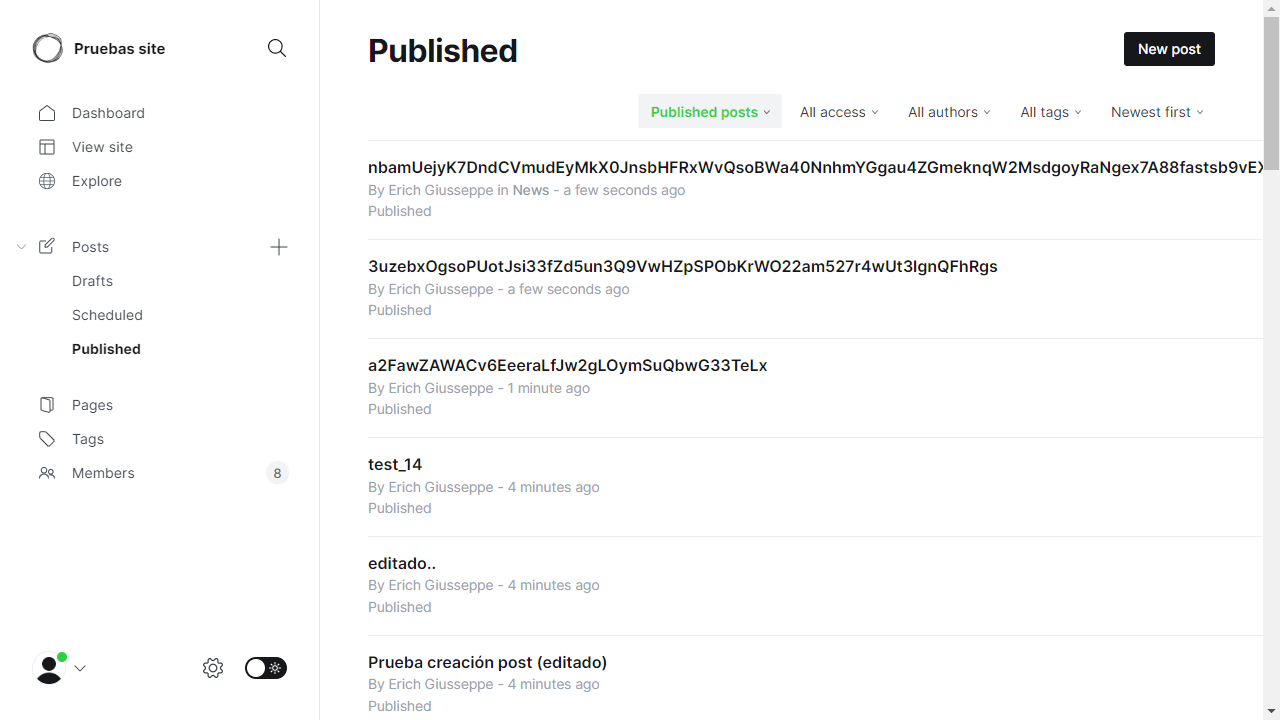 Pruebas site
Dashboard
View site
Explore
Posts
Drafts
Scheduled
Published
Pages
Tags
Members 8
Published
New post
Published posts All access All authors All tags Newest first
nbamUejyK7DndCVmudEyMkX0JnsbHFRxWvQsoBWa40NnhmYGgau4ZGmeknqW2MsdgoyRaNgex7A88fastsb9vEX
By Erich Giusseppe in News - a few seconds ago
Published
3uzebxOgsoPUotJsi33fZd5un3Q9VwHZpSPObKrWO22am527r4wUt3IgnQFhRgs
By Erich Giusseppe - a few seconds ago
Published
a2FawZAWACv6EeeraLfJw2gLOymSuQbwG33TeLx
By Erich Giusseppe - 1 minute ago
Published
test_14
By Erich Giusseppe - 4 minutes ago
Published
editado..
By Erich Giusseppe - 4 minutes ago
Published
Prueba creación post (editado)
By Erich Giusseppe - 4 minutes ago
Published